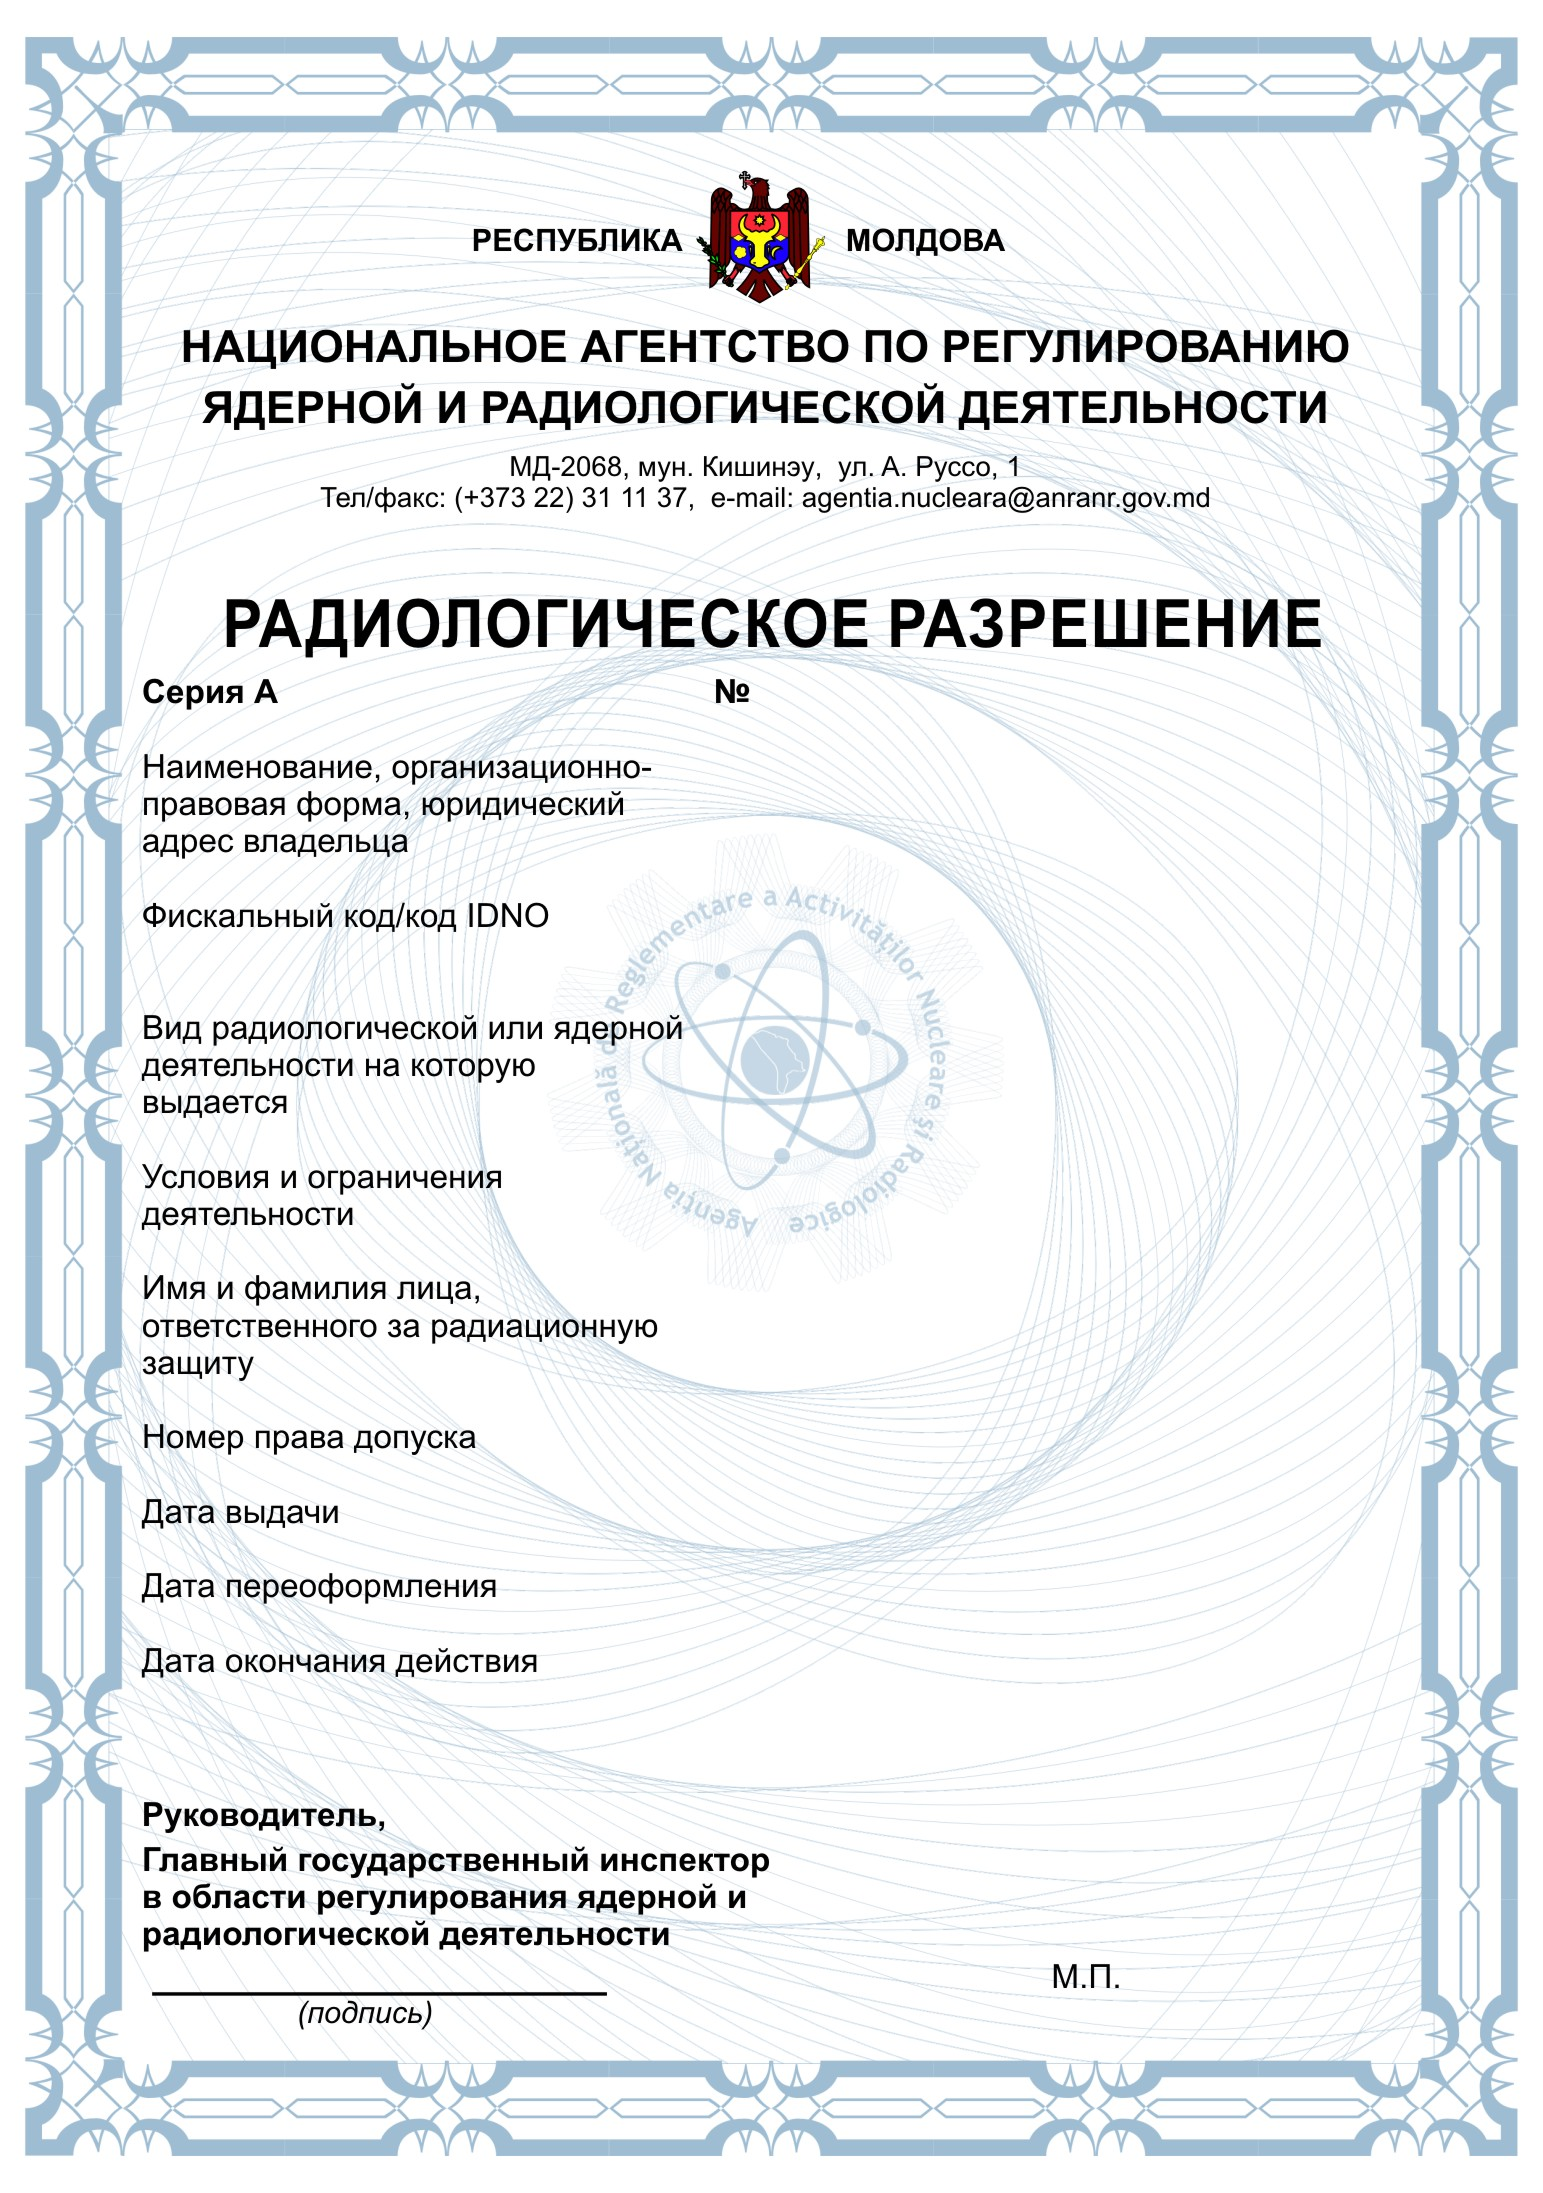 РЕСПУБЛИКА МОЛДОВА
НАЦИОНАЛЬНОЕ АГЕНТСТВО ПО РЕГУЛИРОВАНИЮ
ЯДЕРНОЙ И РАДИОЛОГИЧЕСКОЙ ДЕЯТЕЛЬНОСТИ
МД-2068, мун. Кишинэу, ул. А. Руссо, 1
Тел/факс: (+373 22) 31 11 37, e-mail: agentia.nucleara@anranr.gov.md
РАДИОЛОГИЧЕСКОЕ РАЗРЕШЕНИЕ
Серия А №
Наименование, организационно-
правовая форма, юридический
адрес владельца
Фискальный код/код IDNO
Agenția Națională de Reglementare a Activităților Nucleare și Radiologice
Вид радиологической или ядерной
деятельности на которую
выдается
Условия и ограничения
деятельности
Имя и фамилия лица,
ответственного за радиационную
защиту
Номер права допуска
Дата выдачи
Дата переоформления
Дата окончания действия
Руководитель,
Главный государственный инспектор
в области регулирования ядерной и
радиологической деятельности
М.П.
(подпись)